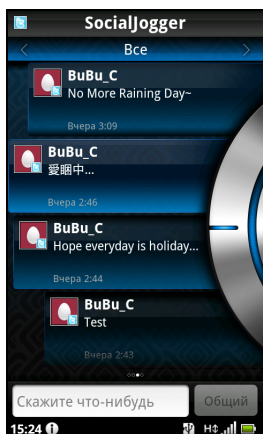 SocialJogger
Все
BuBu_C
No More Raining Day~
Вчера 3:09
BuBu_C
愛睏中...
Вчера 2:46
BuBu_C
Hope everyday is holiday...
Вчера 2:44
BuBu_C
Test
Вчера 2:43
Скажите что-нибудь
Общий
15:24
H